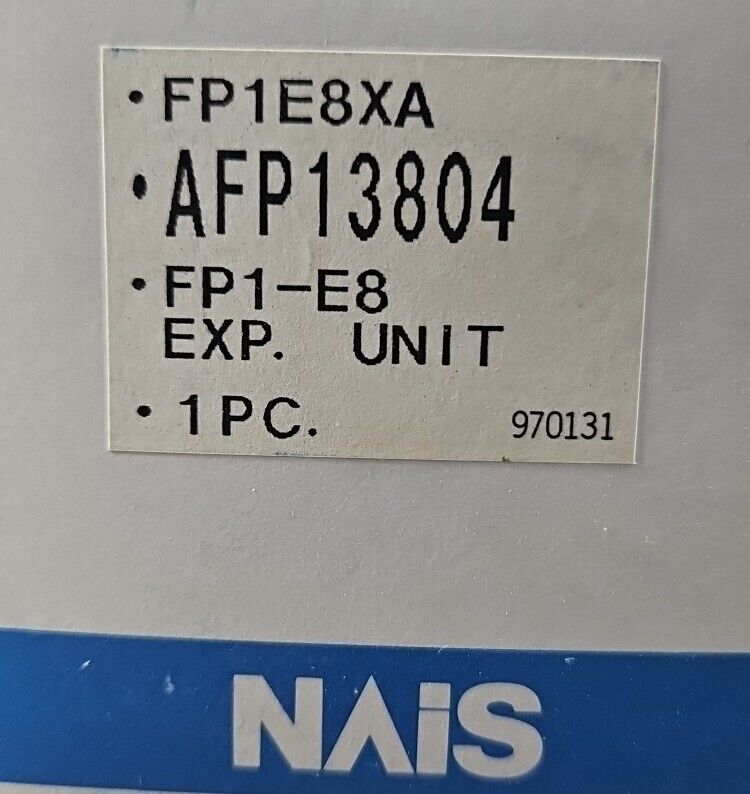 • FP1E8XA
• AFP13804
• FP1-E8
EXP. UNIT
• 1PC. 970131
NAiS